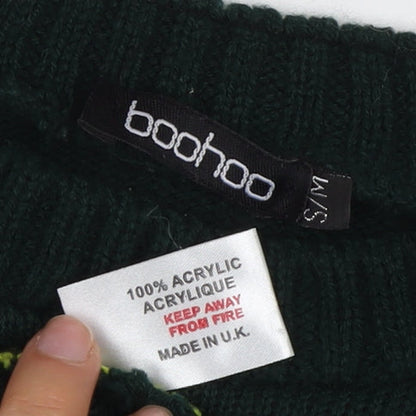 boohoo
S/M
100% ACRYLIC
ACRYLIQUE
KEEP AWAY
FROM FIRE
MADE IN U.K.